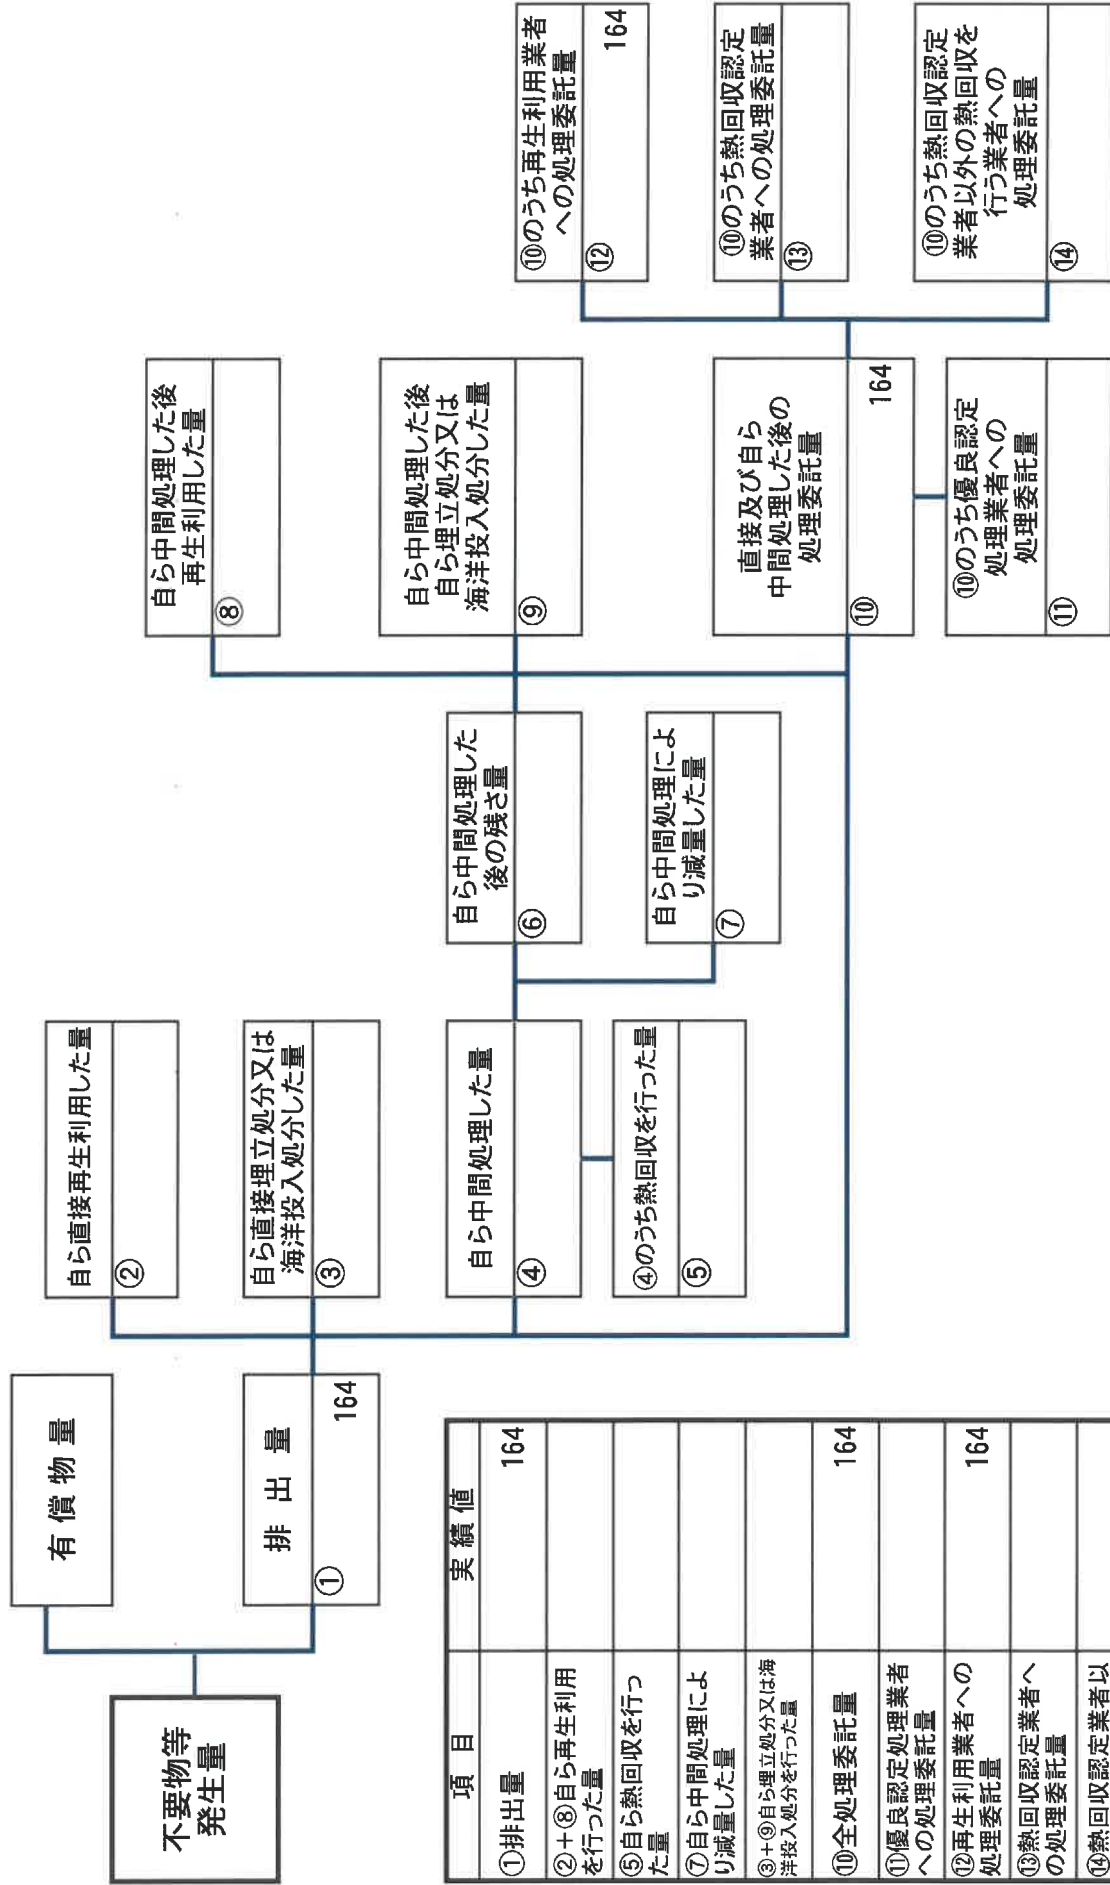 不要物等
発生量
有償物量
排出量
①
164
自ら直接再生利用した量
②
自ら直接埋立処分又は
海洋投入処分した量
③
自ら中間処理した量
④
④のうち熱回収を行った量
⑤
自ら中間処理した
後の残さ量
⑥
自ら中間処理によ
り減量した量
⑦
自ら中間処理した後
再生利用した量
⑧
自ら中間処理した後
自ら埋立処分又は
海洋投入処分した量
⑨
直接及び自ら
中間処理した後の
処理委託量
⑩
164
⑩のうち優良認定
処理業者への
処理委託量
⑪
⑩のうち再生利用業者
への処理委託量
⑫
164
⑩のうち熱回収認定
業者への処理委託量
⑬
⑩のうち熱回収認定
業者以外の熱回収を
行う業者への
処理委託量
⑭
項目 実績値
①排出量 164
②+⑧自ら再生利用
を行った量
⑤自ら熱回収を行っ
た量
⑦自ら中間処理によ
り減量した量
③+⑨自ら埋立処分又は海
洋投入処分を行った量
⑩全処理委託量 164
⑪優良認定処理業者
への処理委託量
⑫再生利用業者への
処理委託量 164
⑬熱回収認定業者へ
の処理委託量
⑭熱回収認定業者以